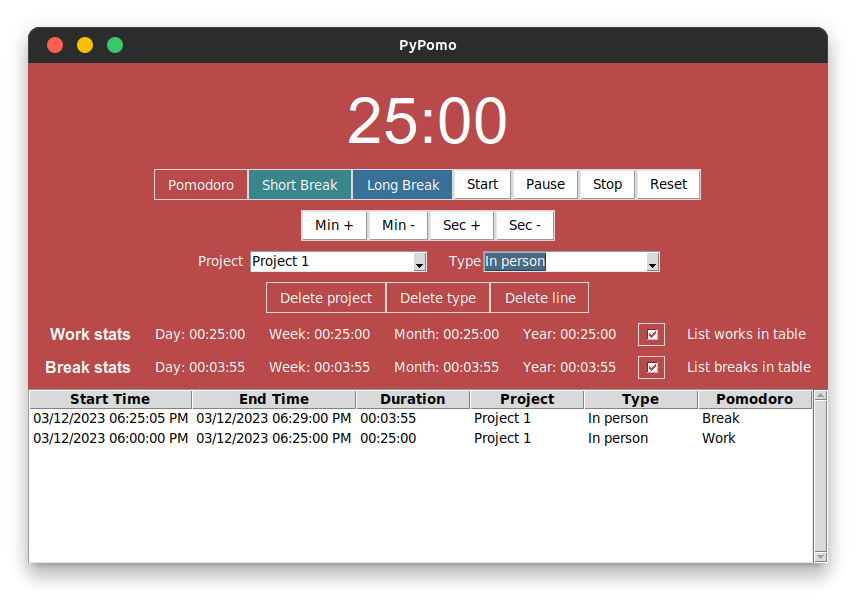 PyPomo
25:00
Pomodoro Short Break Long Break Start Pause Stop Reset
Min + Min - Sec + Sec -
Project Project 1 Type In person
Delete project Delete type Delete line
Work stats Day: 00:25:00 Week: 00:25:00 Month: 00:25:00 Year: 00:25:00 List works in table
Break stats Day: 00:03:55 Week: 00:03:55 Month: 00:03:55 Year: 00:03:55 List breaks in table
Start Time End Time Duration Project Type Pomodoro
03/12/2023 06:25:05 PM 03/12/2023 06:29:00 PM 00:03:55 Project 1 In person Break
03/12/2023 06:00:00 PM 03/12/2023 06:25:00 PM 00:25:00 Project 1 In person Work